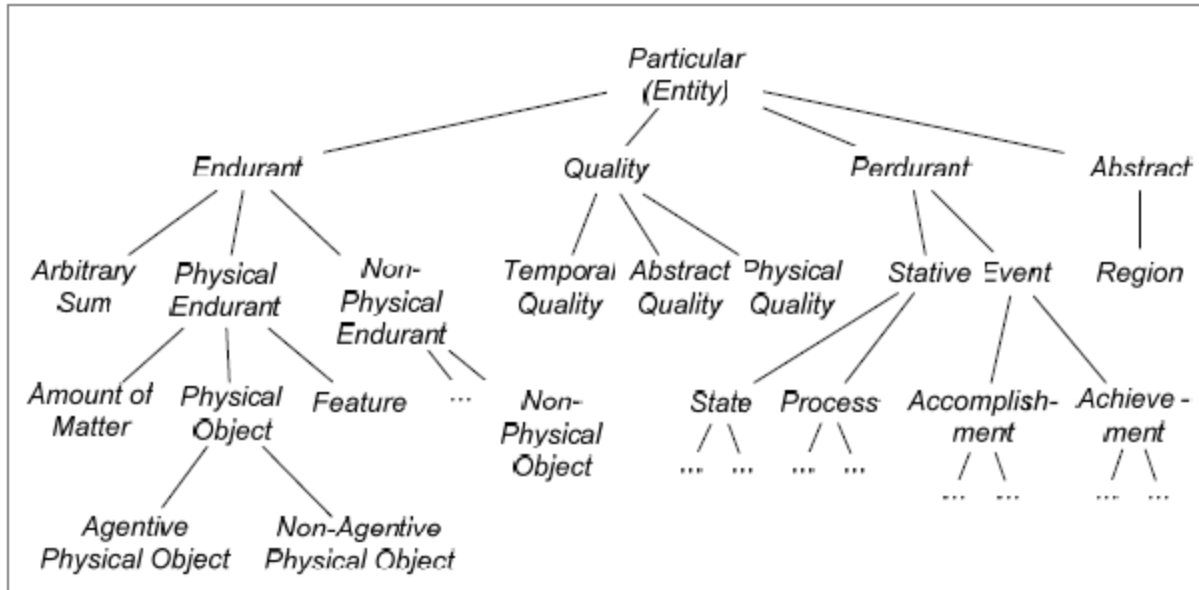 Particular
(Entity)
Endurant
Quality
Perdurant
Abstract
Arbitrary
Sum
Physical
Endurant
Non-
Physical
Endurant
Temporal
Quality
Abstract
Quality
Physical
Quality
Stative
Event
Region
Amount of
Matter
Physical
Object
Feature
...
Non-
Physical
Object
State
Process
Accomplish-
ment
Achieve -
ment
... ...
... ...
... ...
... ...
Agentive
Physical Object
Non-Agentive
Physical Object